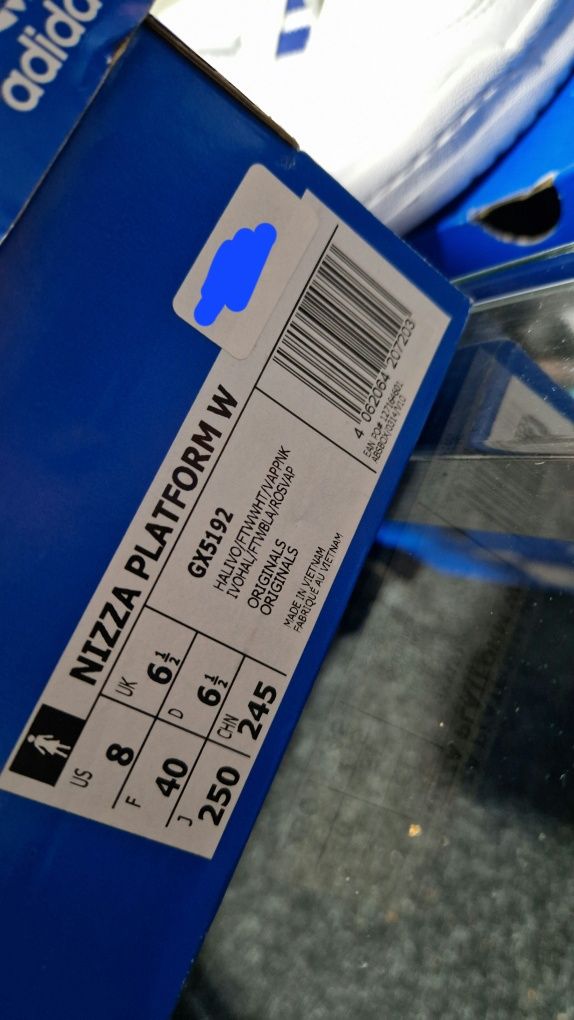 adidas
NIZZA PLATFORM W
US 8
UK 6½
F 40
D 6½
J 250
CHN 245
GX5192
HALIVO/FTWWHT/VAPPNK
IVOHAL/FTWBLA/ROSVAP
ORIGINALS
ORIGINALS
MADE IN VIETNAM
FABRIQUÉ AU VIETNAM
4 062064 207203